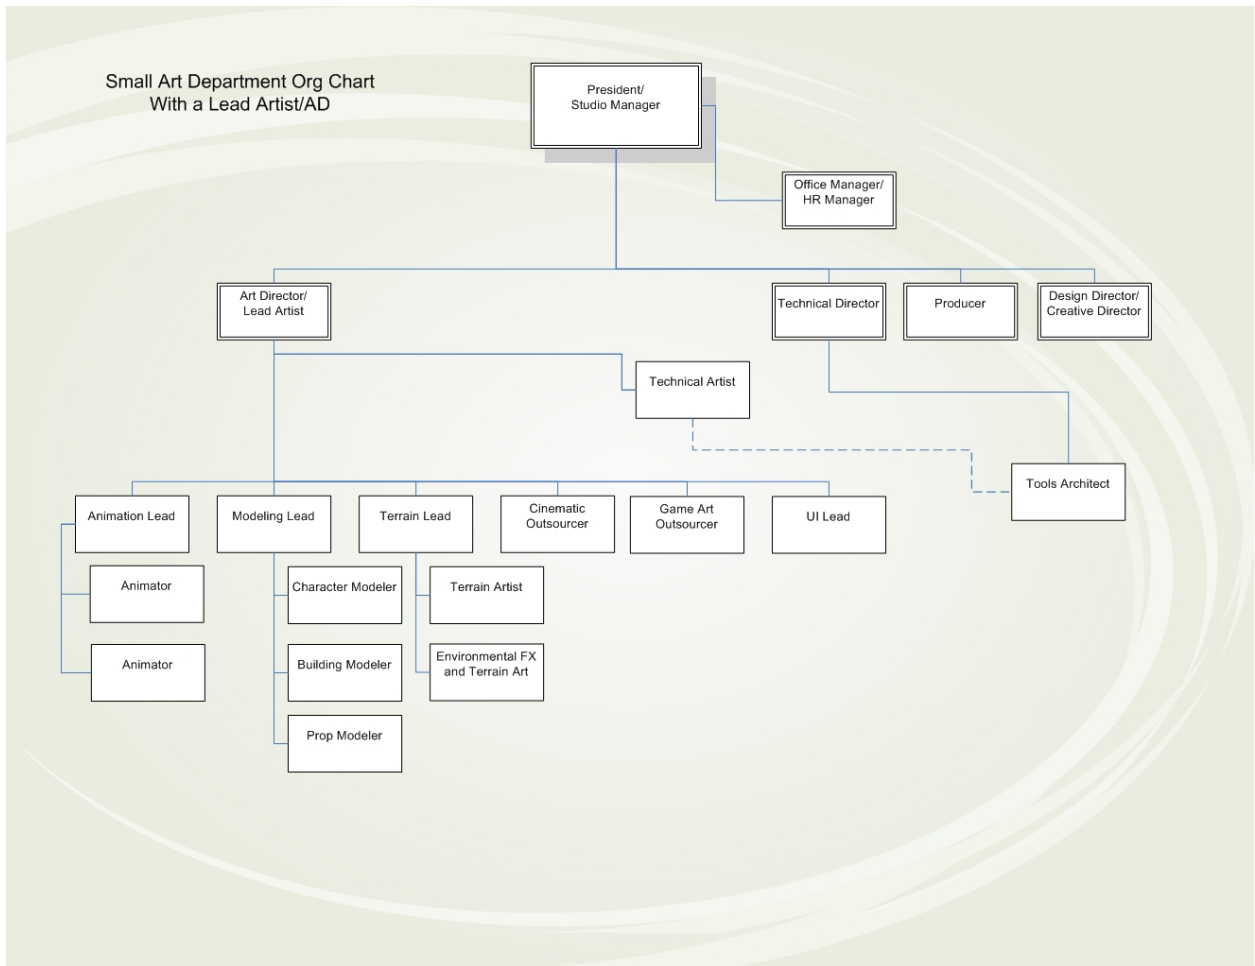 Small Art Department Org Chart
With a Lead Artist/AD
President/
Studio Manager
Office Manager/
HR Manager
Art Director/
Lead Artist
Technical Director
Producer
Design Director/
Creative Director
Technical Artist
Tools Architect
Animation Lead
Modeling Lead
Terrain Lead
Cinematic
Outsourcer
Game Art
Outsourcer
UI Lead
Animator
Character Modeler
Terrain Artist
Animator
Building Modeler
Environmental FX
and Terrain Art
Prop Modeler